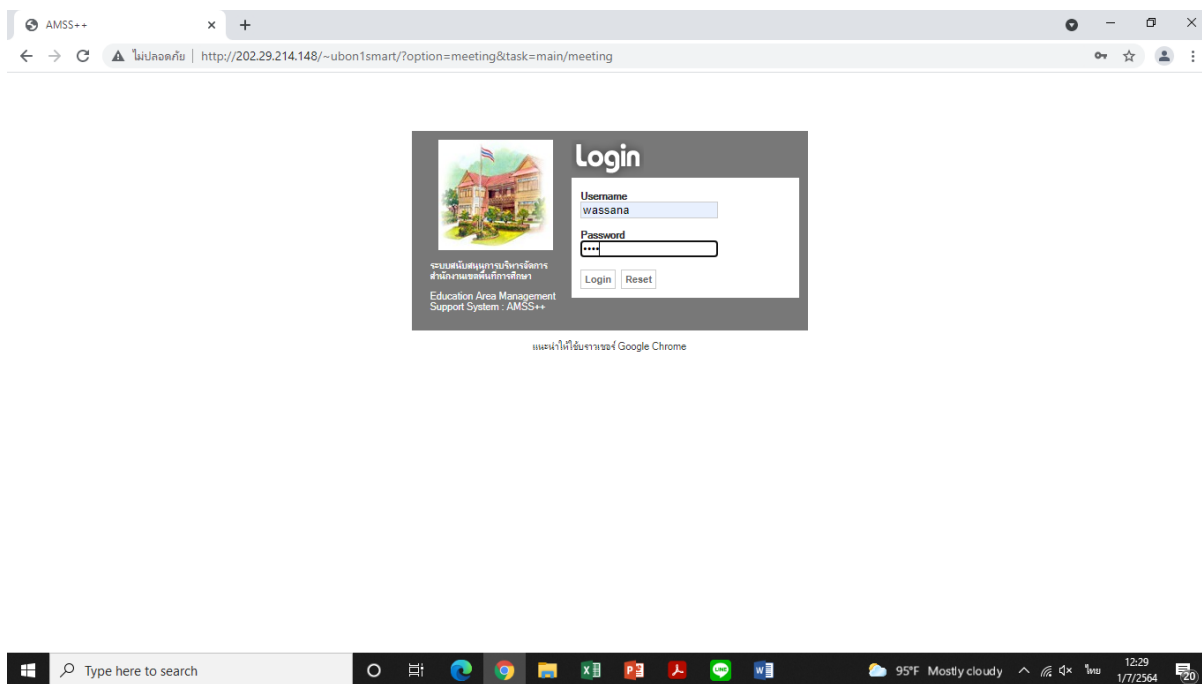 AMSS++
ไม่ปลอดภัย | http://202.29.214.148/~ubon1smart/?option=meeting&task=main/meeting
Login
Username
wassana
Password
••••
Login Reset
ระบบสนับสนุนการบริหารจัดการ
สำนักงานเขตพื้นที่การศึกษา
Education Area Management
Support System : AMSS++
แนะนำให้ใช้บราวเซอร์ Google Chrome
Type here to search
95°F Mostly cloudy
ไทย
12:29
1/7/2564
20